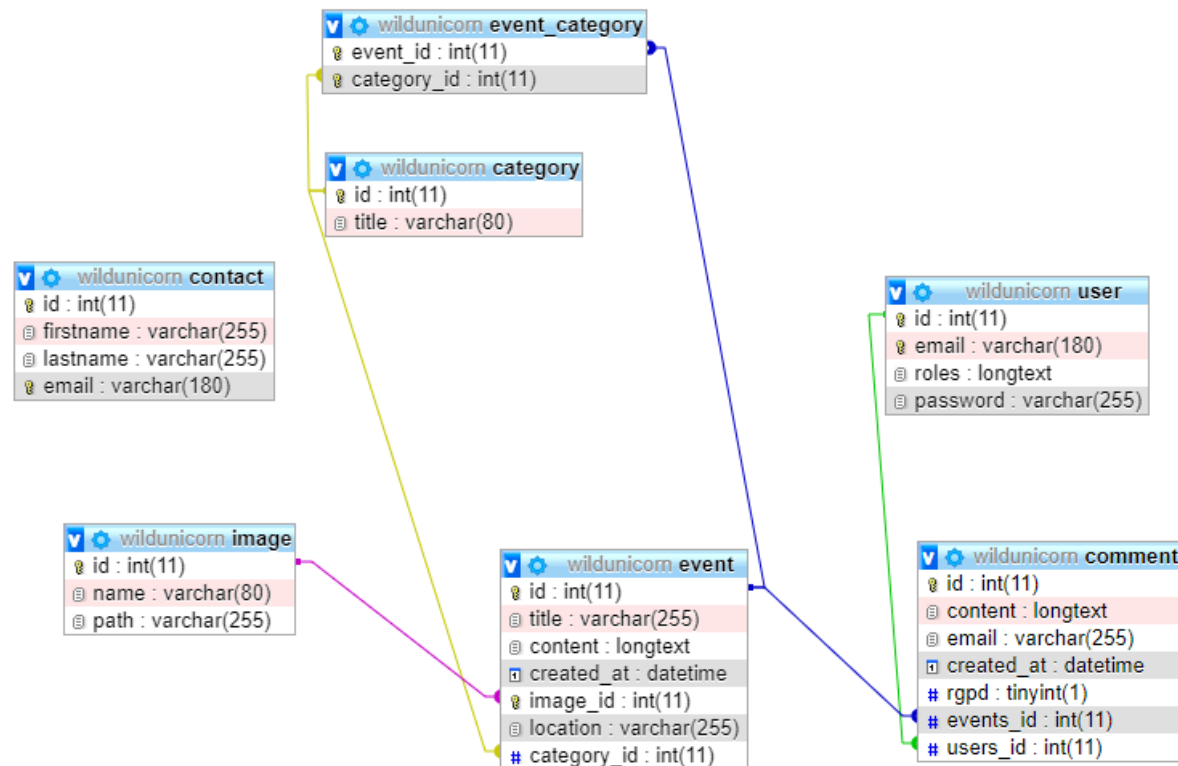 wildunicorn event_category
event_id : int(11)
category_id : int(11)
wildunicorn category
id : int(11)
title : varchar(80)
wildunicorn contact
id : int(11)
firstname : varchar(255)
lastname : varchar(255)
email : varchar(180)
wildunicorn user
id : int(11)
email : varchar(180)
roles : longtext
password : varchar(255)
wildunicorn image
id : int(11)
name : varchar(80)
path : varchar(255)
wildunicorn event
id : int(11)
title : varchar(255)
content : longtext
created_at : datetime
image_id : int(11)
location : varchar(255)
# category_id : int(11)
wildunicorn comment
id : int(11)
content : longtext
email : varchar(255)
created_at : datetime
# rgpd : tinyint(1)
# events_id : int(11)
# users_id : int(11)